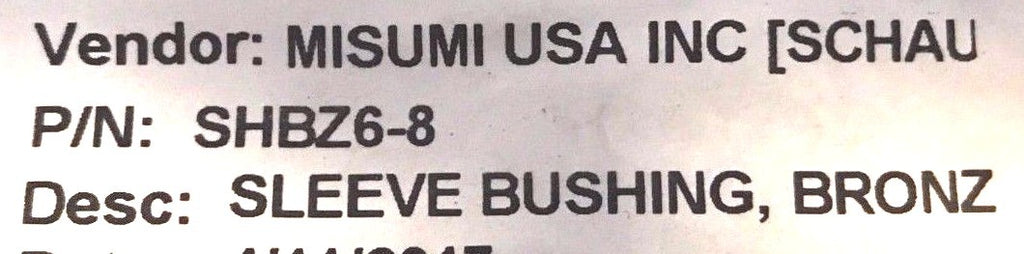 Vendor: MISUMI USA INC [SCHAU
P/N: SHBZ6-8
Desc: SLEEVE BUSHING, BRONZ